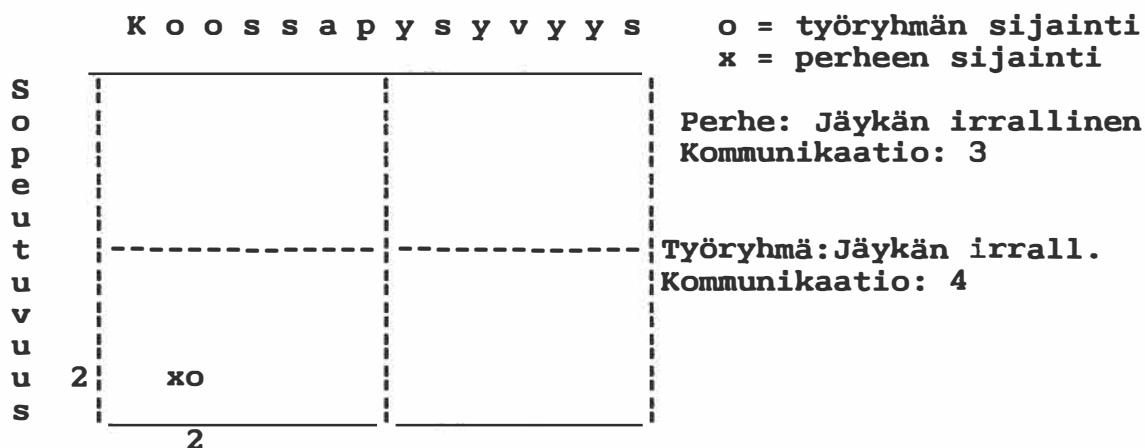 K o o s s a p y s y v y y s
o = työryhmän sijainti
x = perheen sijainti
S
o
p
e
u
t
u
v
u
u
s
Perhe: Jäykän irrallinen
Kommunikaatio: 3
Työryhmä:Jäykän irrall.
Kommunikaatio: 4
2
xo
2